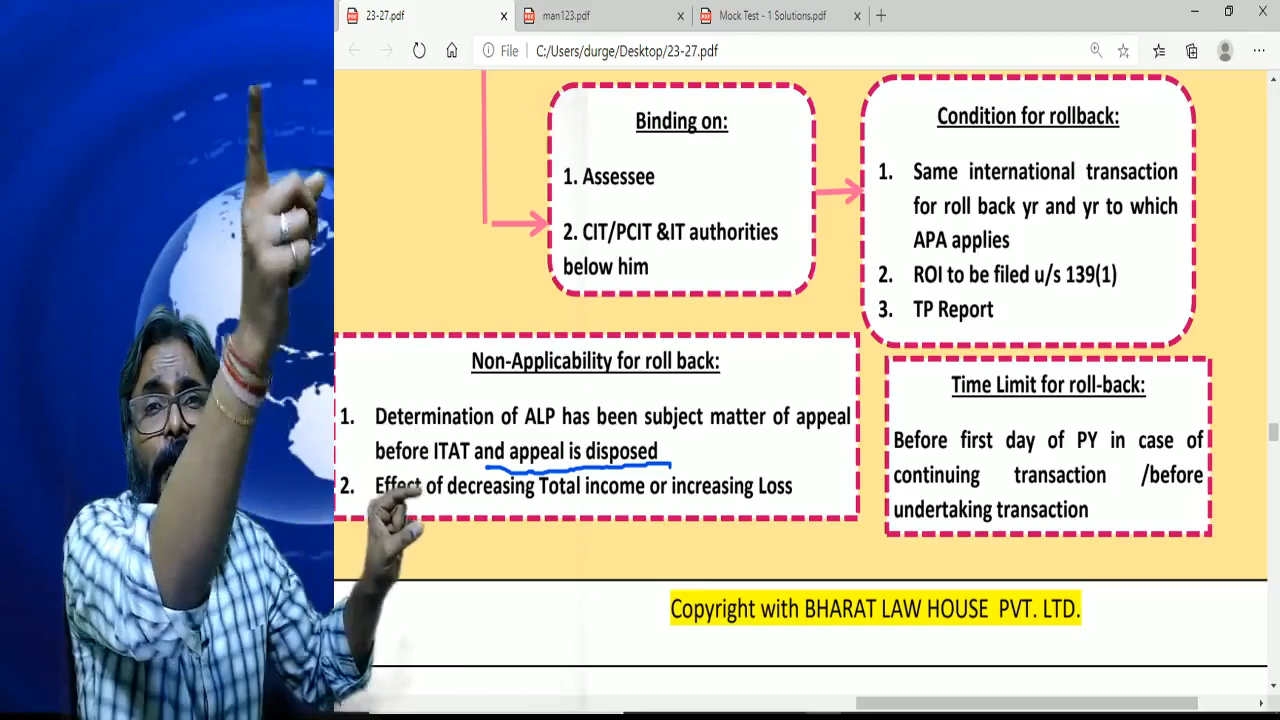 23-27.pdf
man123.pdf
Mock Test - 1 Solutions.pdf
File
C:/Users/durge/Desktop/23-27.pdf
Binding on:
1. Assessee
2. CIT/PCIT &IT authorities
below him
Condition for rollback:
1. Same international transaction
for roll back yr and yr to which
APA applies
2. ROI to be filed u/s 139(1)
3. TP Report
Non-Applicability for roll back:
1. Determination of ALP has been subject matter of appeal
before ITAT and appeal is disposed
2. Effect of decreasing Total income or increasing Loss
Time Limit for roll-back:
Before first day of PY in case of
continuing transaction /before
undertaking transaction
Copyright with BHARAT LAW HOUSE PVT. LTD.